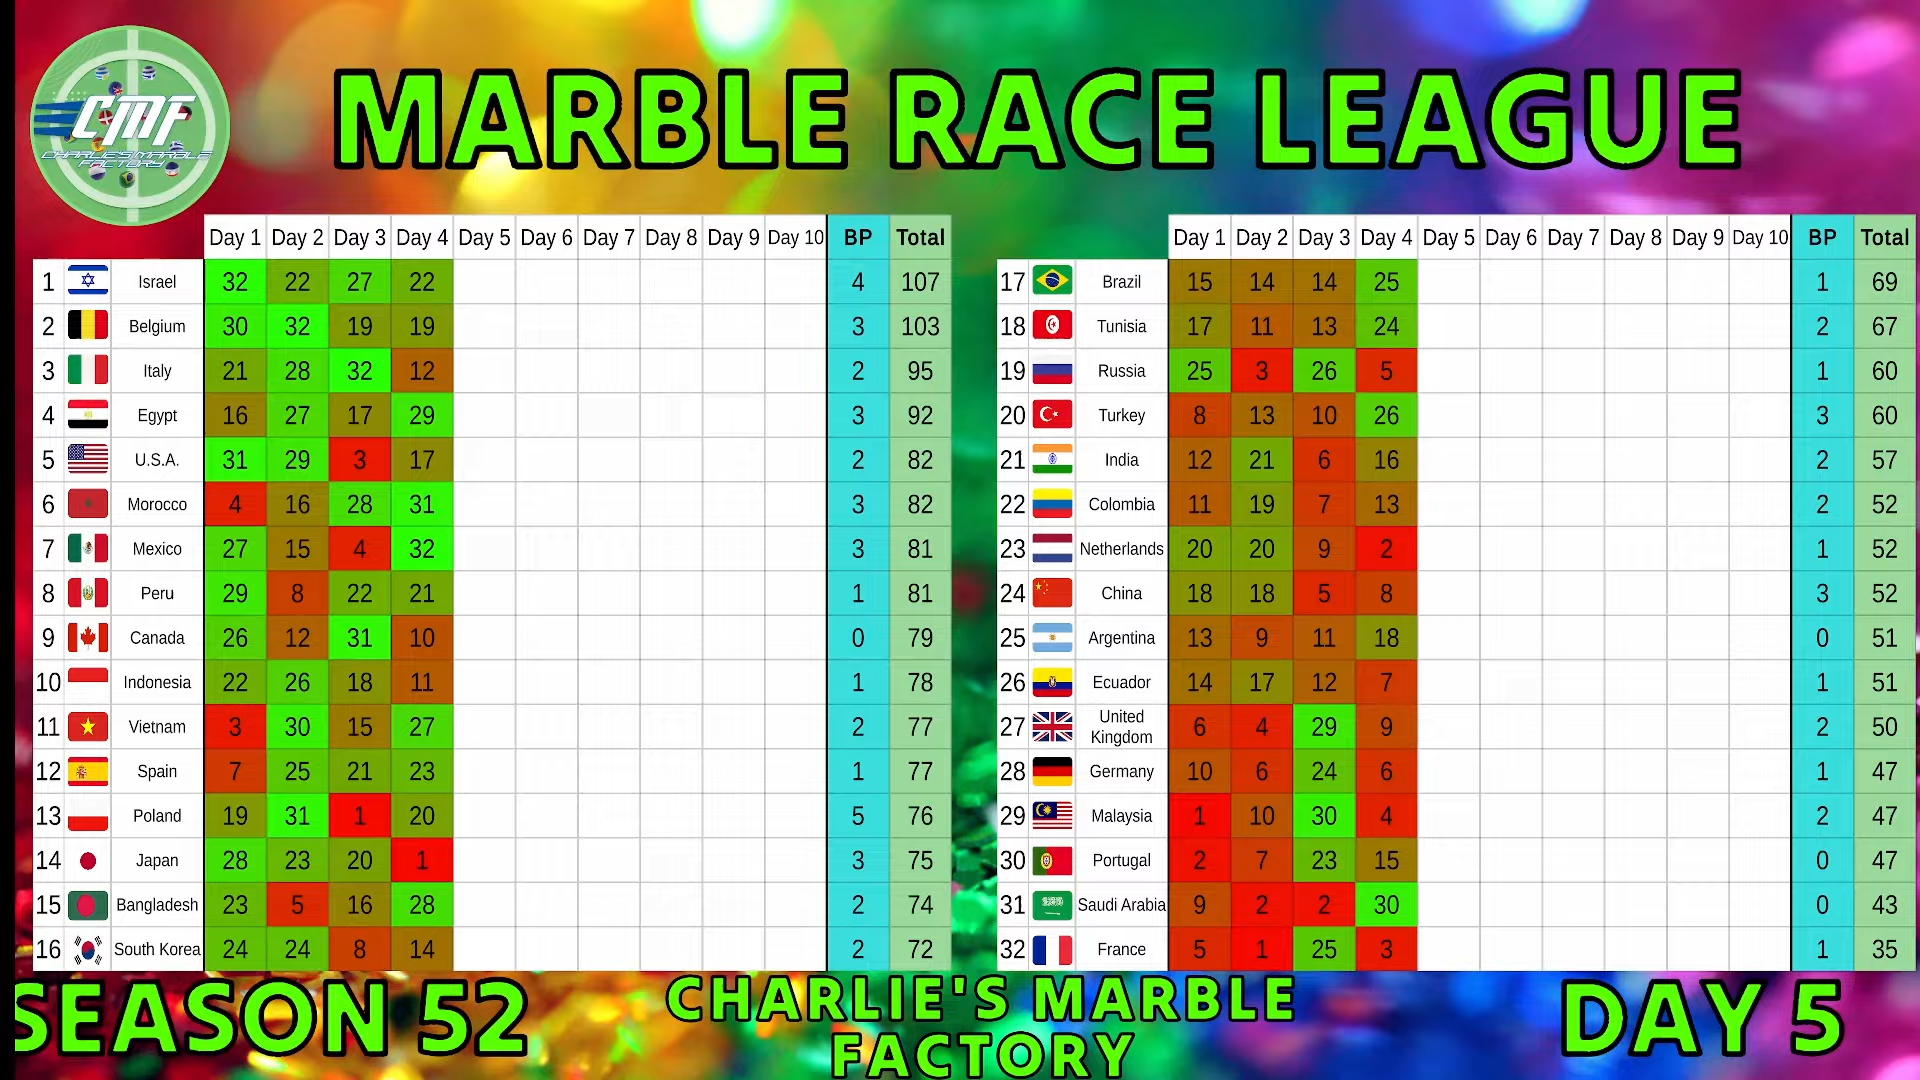 CMF
CHARLIE'S MARBLE
FACTORY
MARBLE RACE LEAGUE
Day 1 Day 2 Day 3 Day 4 Day 5 Day 6 Day 7 Day 8 Day 9 Day 10 BP Total
1 Israel 32 22 27 22 4 107
2 Belgium 30 32 19 19 3 103
3 Italy 21 28 32 12 2 95
4 Egypt 16 27 17 29 3 92
5 U.S.A. 31 29 3 17 2 82
6 Morocco 4 16 28 31 3 82
7 Mexico 27 15 4 32 3 81
8 Peru 29 8 22 21 1 81
9 Canada 26 12 31 10 0 79
10 Indonesia 22 26 18 11 1 78
11 Vietnam 3 30 15 27 2 77
12 Spain 7 25 21 23 1 77
13 Poland 19 31 1 20 5 76
14 Japan 28 23 20 1 3 75
15 Bangladesh 23 5 16 28 2 74
16 South Korea 24 24 8 14 2 72
Day 1 Day 2 Day 3 Day 4 Day 5 Day 6 Day 7 Day 8 Day 9 Day 10 BP Total
17 Brazil 15 14 14 25 1 69
18 Tunisia 17 11 13 24 2 67
19 Russia 25 3 26 5 1 60
20 Turkey 8 13 10 26 3 60
21 India 12 21 6 16 2 57
22 Colombia 11 19 7 13 2 52
23 Netherlands 20 20 9 2 1 52
24 China 18 18 5 8 3 52
25 Argentina 13 9 11 18 0 51
26 Ecuador 14 17 12 7 1 51
27 United Kingdom 6 4 29 9 2 50
28 Germany 10 6 24 6 1 47
29 Malaysia 1 10 30 4 2 47
30 Portugal 2 7 23 15 0 47
31 Saudi Arabia 9 2 2 30 0 43
32 France 5 1 25 3 1 35
SEASON 52
CHARLIE'S MARBLE
FACTORY
DAY 5